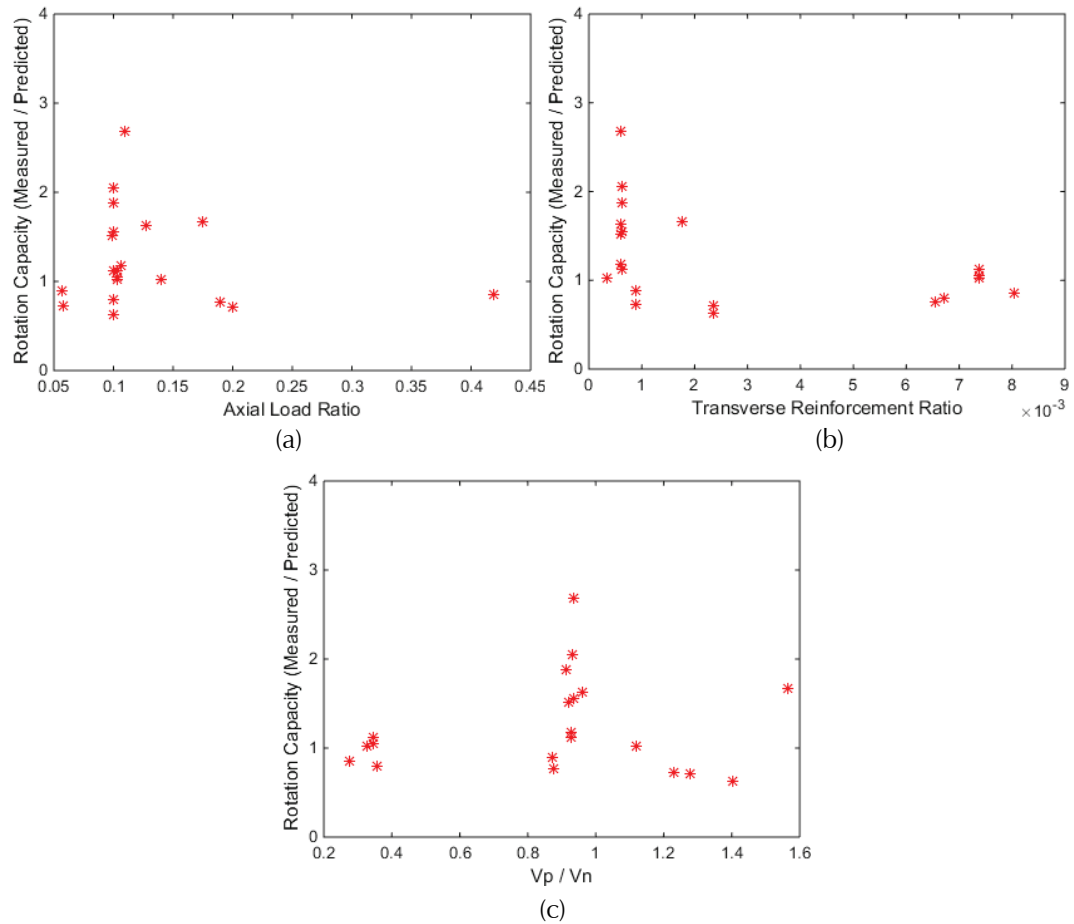 4
3
2
1
0
Rotation Capacity (Measured / Predicted)
0.05 0.1 0.15 0.2 0.25 0.3 0.35 0.4 0.45
Axial Load Ratio
(a)
4
3
2
1
0
Rotation Capacity (Measured / Predicted)
0 1 2 3 4 5 6 7 8 9
Transverse Reinforcement Ratio × 10⁻³
(b)
4
3
2
1
0
Rotation Capacity (Measured / Predicted)
0.2 0.4 0.6 0.8 1 1.2 1.4 1.6
Vp / Vn
(c)